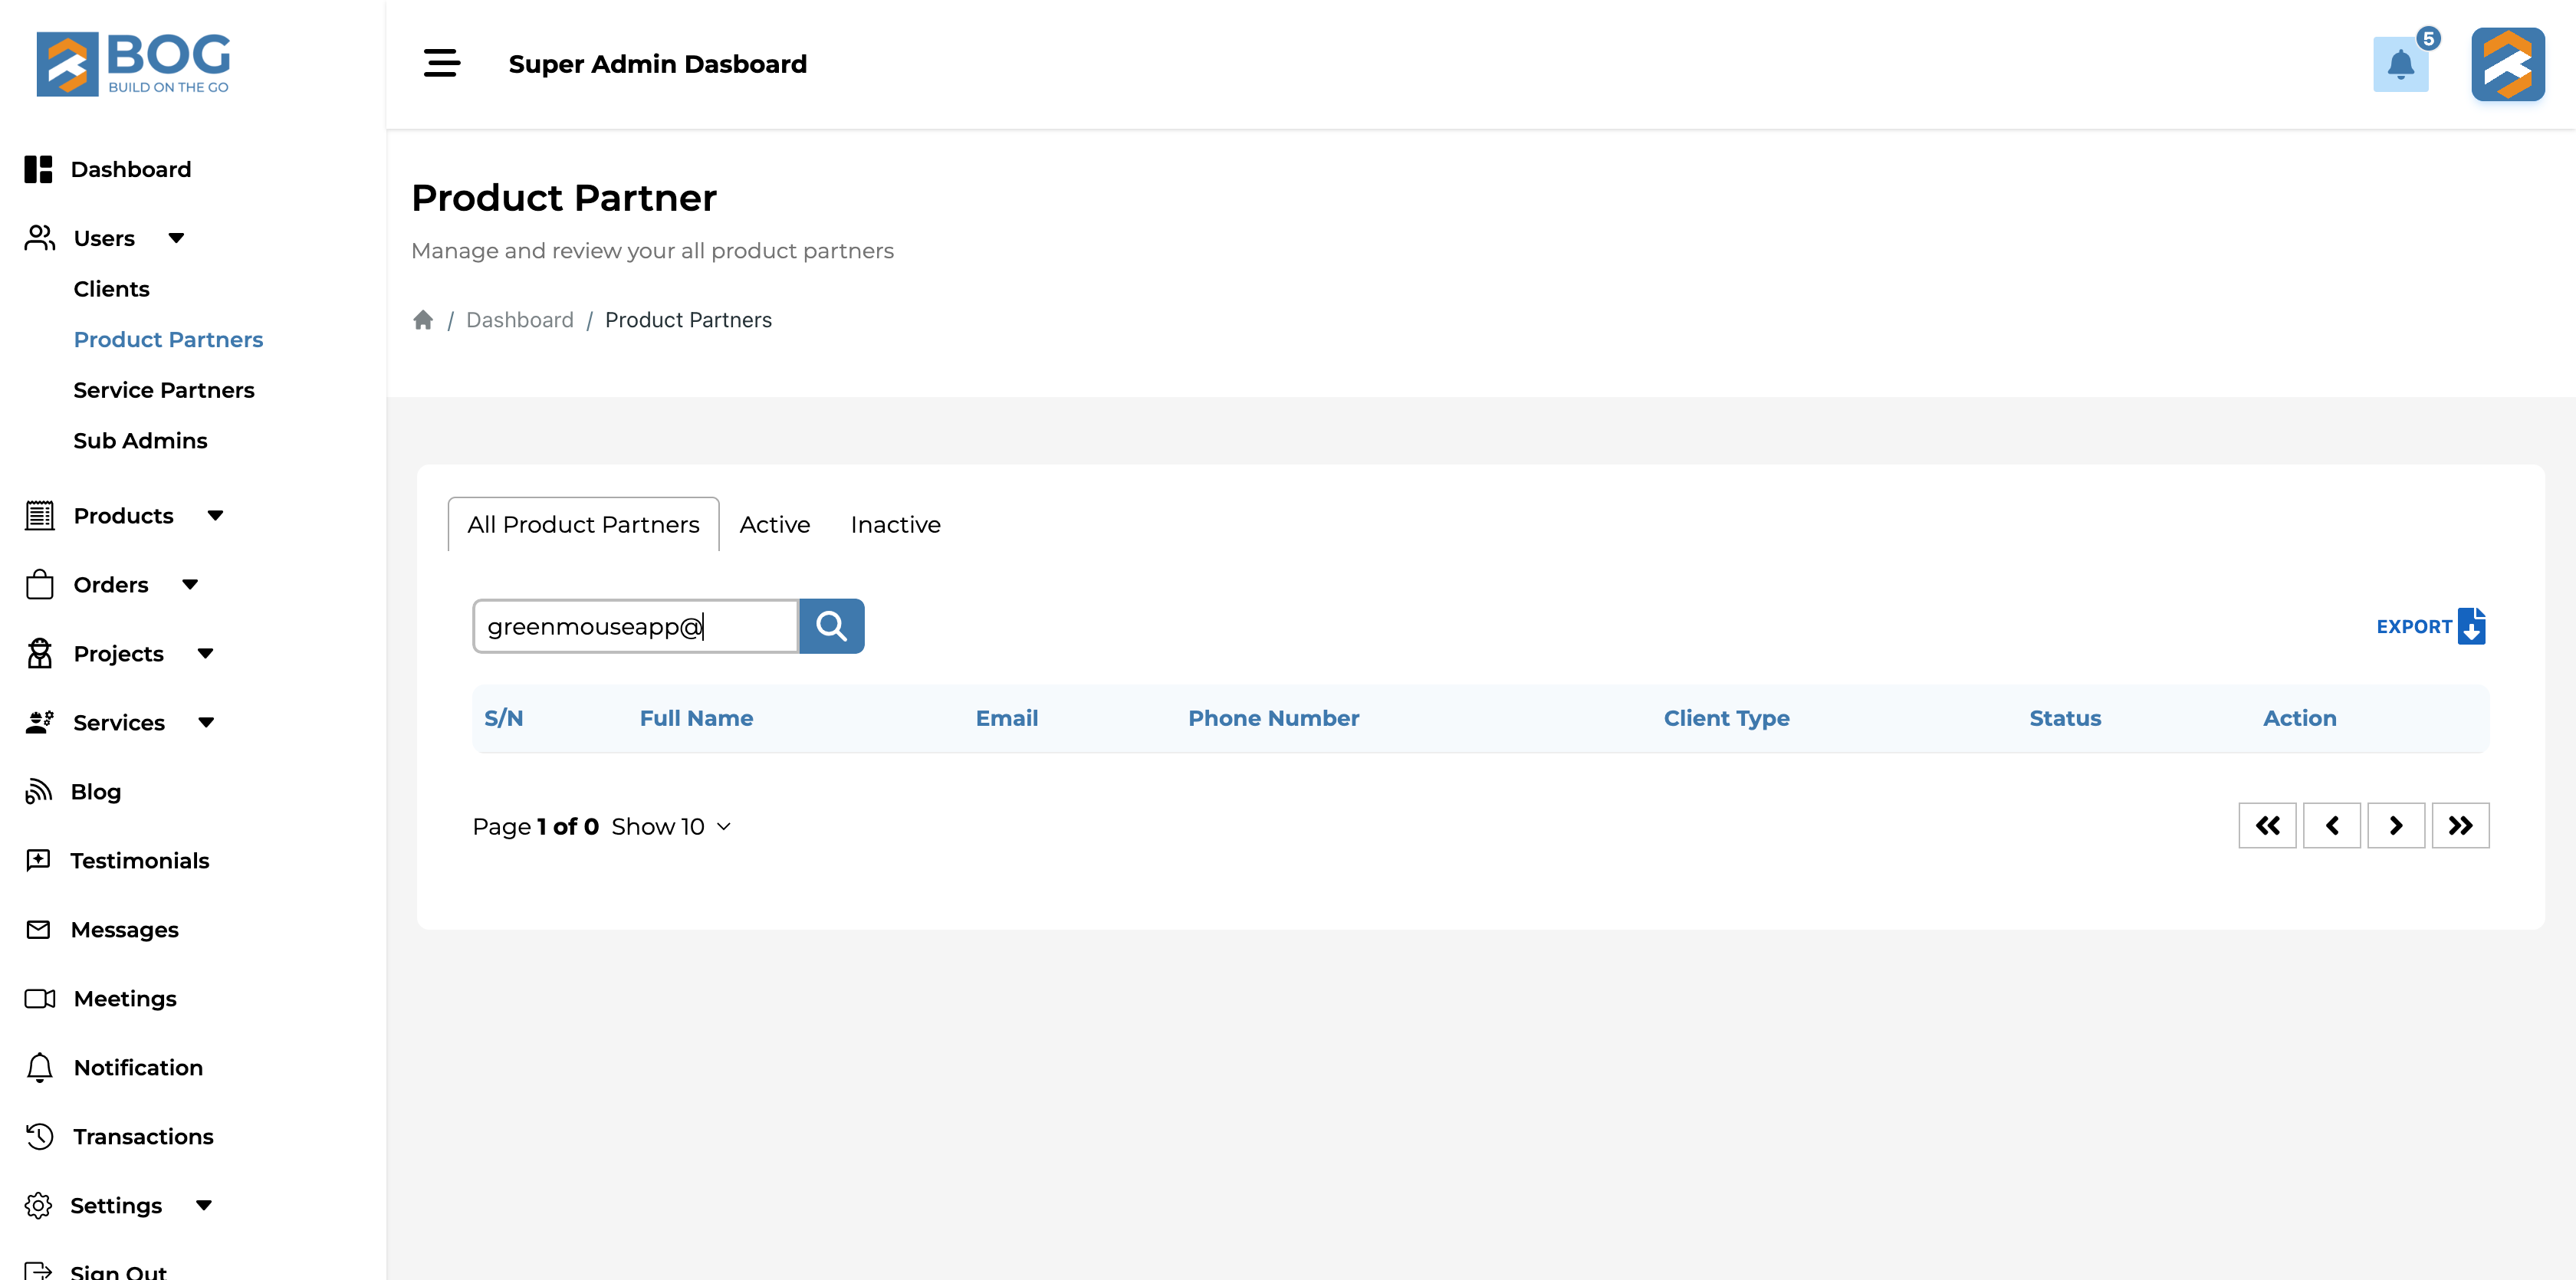 BOG
BUILD ON THE GO
Super Admin Dasboard
5
Dashboard
Users
Clients
Product Partners
Service Partners
Sub Admins
Products
Orders
Projects
Services
Blog
Testimonials
Messages
Meetings
Notification
Transactions
Settings
Sign Out
Product Partner
Manage and review your all product partners
/ Dashboard / Product Partners
All Product Partners Active Inactive
greenmouseapp@
EXPORT
S/N Full Name Email Phone Number Client Type Status Action
Page 1 of 0 Show 10